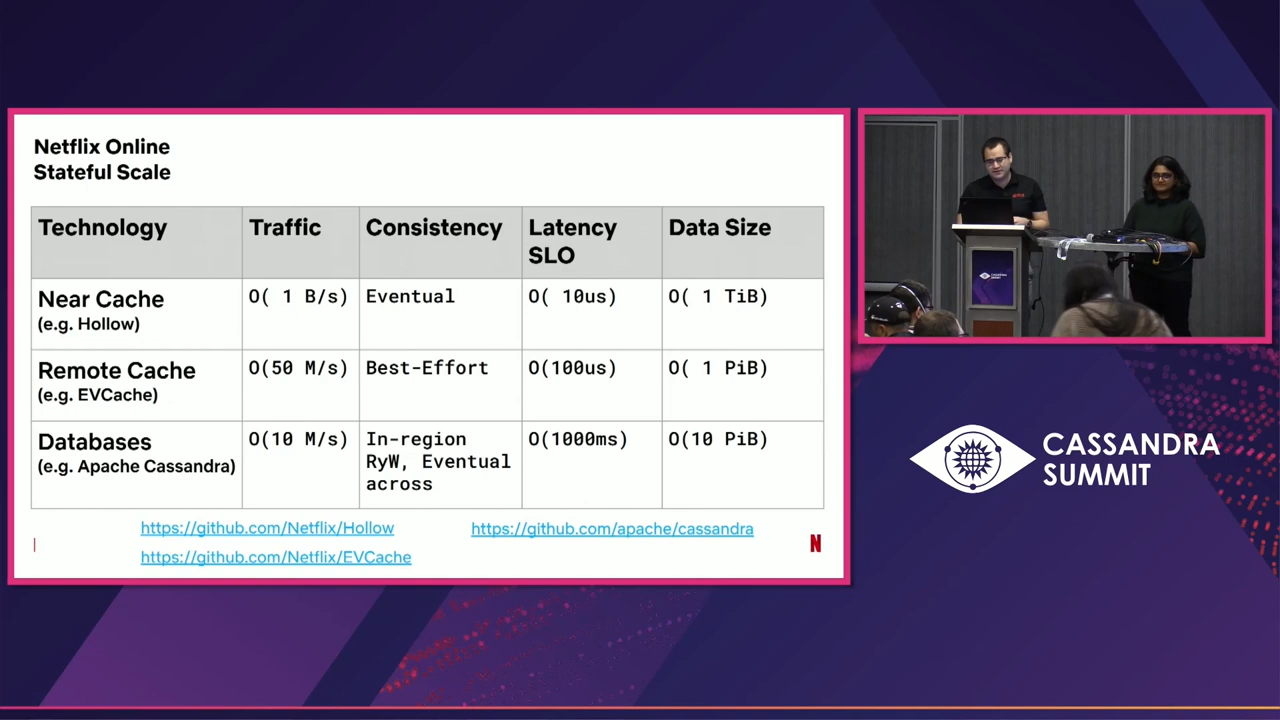 Netflix Online
Stateful Scale
Technology Traffic Consistency Latency SLO Data Size
Near Cache (e.g. Hollow) O( 1 B/s) Eventual O( 10us) O( 1 TiB)
Remote Cache (e.g. EVCache) O(50 M/s) Best-Effort O(100us) O( 1 PiB)
Databases (e.g. Apache Cassandra) O(10 M/s) In-region RyW, Eventual across O(1000ms) O(10 PiB)
https://github.com/Netflix/Hollow https://github.com/apache/cassandra
https://github.com/Netflix/EVCache
N
CASSANDRA
SUMMIT